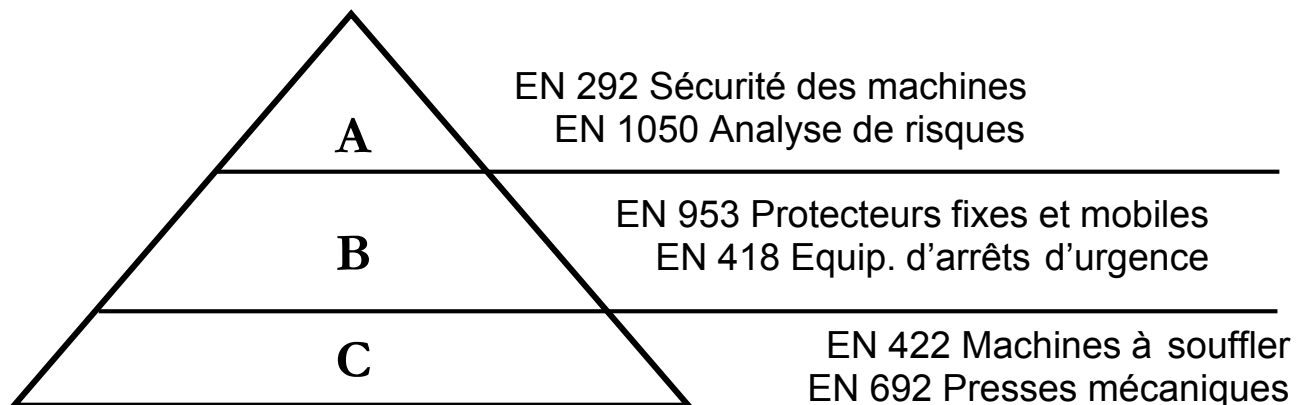 EN 292 Sécurité des machines
EN 1050 Analyse de risques
A
EN 953 Protecteurs fixes et mobiles
EN 418 Equip. d’arrêts d’urgence
B
EN 422 Machines à souffler
EN 692 Presses mécaniques
C